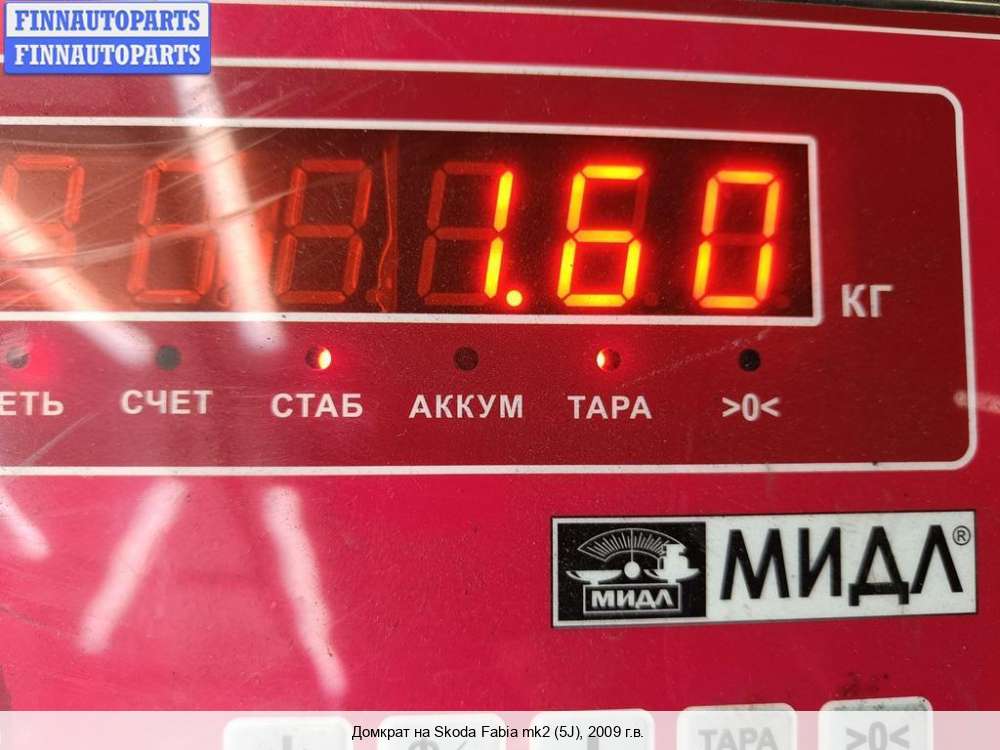 FINNAUTOPARTS
FINNAUTOPARTS
1.60
КГ
ЕТЬ СЧЕТ СТАБ АККУМ ТАРА >0<
МИДЛ
МИДЛ®
ТАРА >0<
Домкрат на Skoda Fabia mk2 (5J), 2009 г.в.